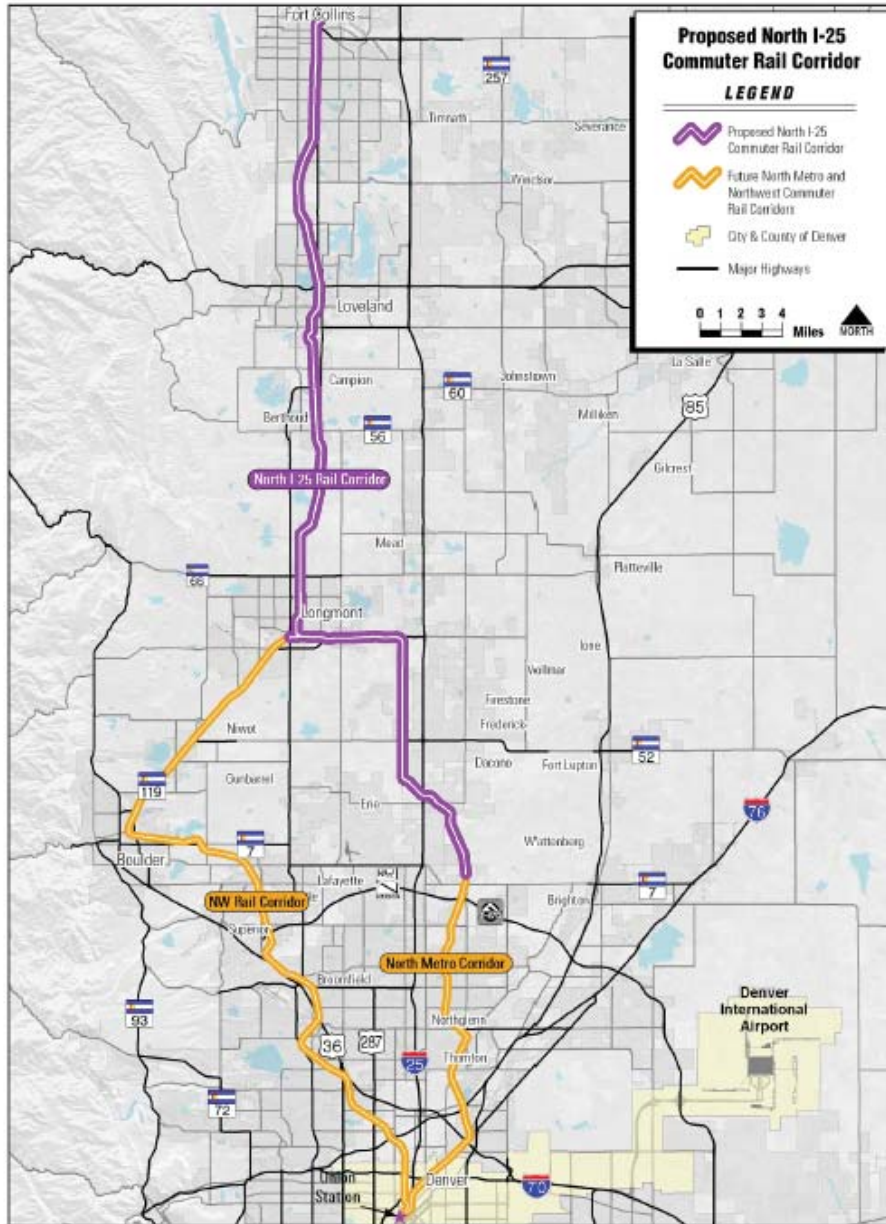 Fort Collins
Proposed North I-25
Commuter Rail Corridor
LEGEND
Proposed North I-25
Commuter Rail Corridor
Future North Metro and
Northwest Commuter
Rail Corridors
City & County of Denver
Major Highways
0 1 2 3 4
Miles
NORTH
257
Timnath
Severance
Windsor
Loveland
La Salle
Campion
60
Johnstown
Berthoud
56
Milliken
85
North I-25 Rail Corridor
Gilcrest
Mead
66
Platteville
Longmont
Ione
Vollmar
Firestone
Frederick
Niwot
52
Dacono
Fort Lupton
Gunbarrel
119
Erie
76
Wattenberg
7
Boulder
Lafayette
7
NW Rail Corridor
Brighton
Superior
North Metro Corridor
Broomfield
Denver
International
Airport
93
Northglenn
36
287
25
Thornton
72
Union
Station
Denver
70